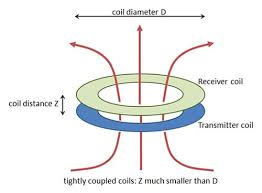 coil diameter D
Receiver coil
coil distance Z
Transmitter coil
tightly coupled coils: Z much smaller than D